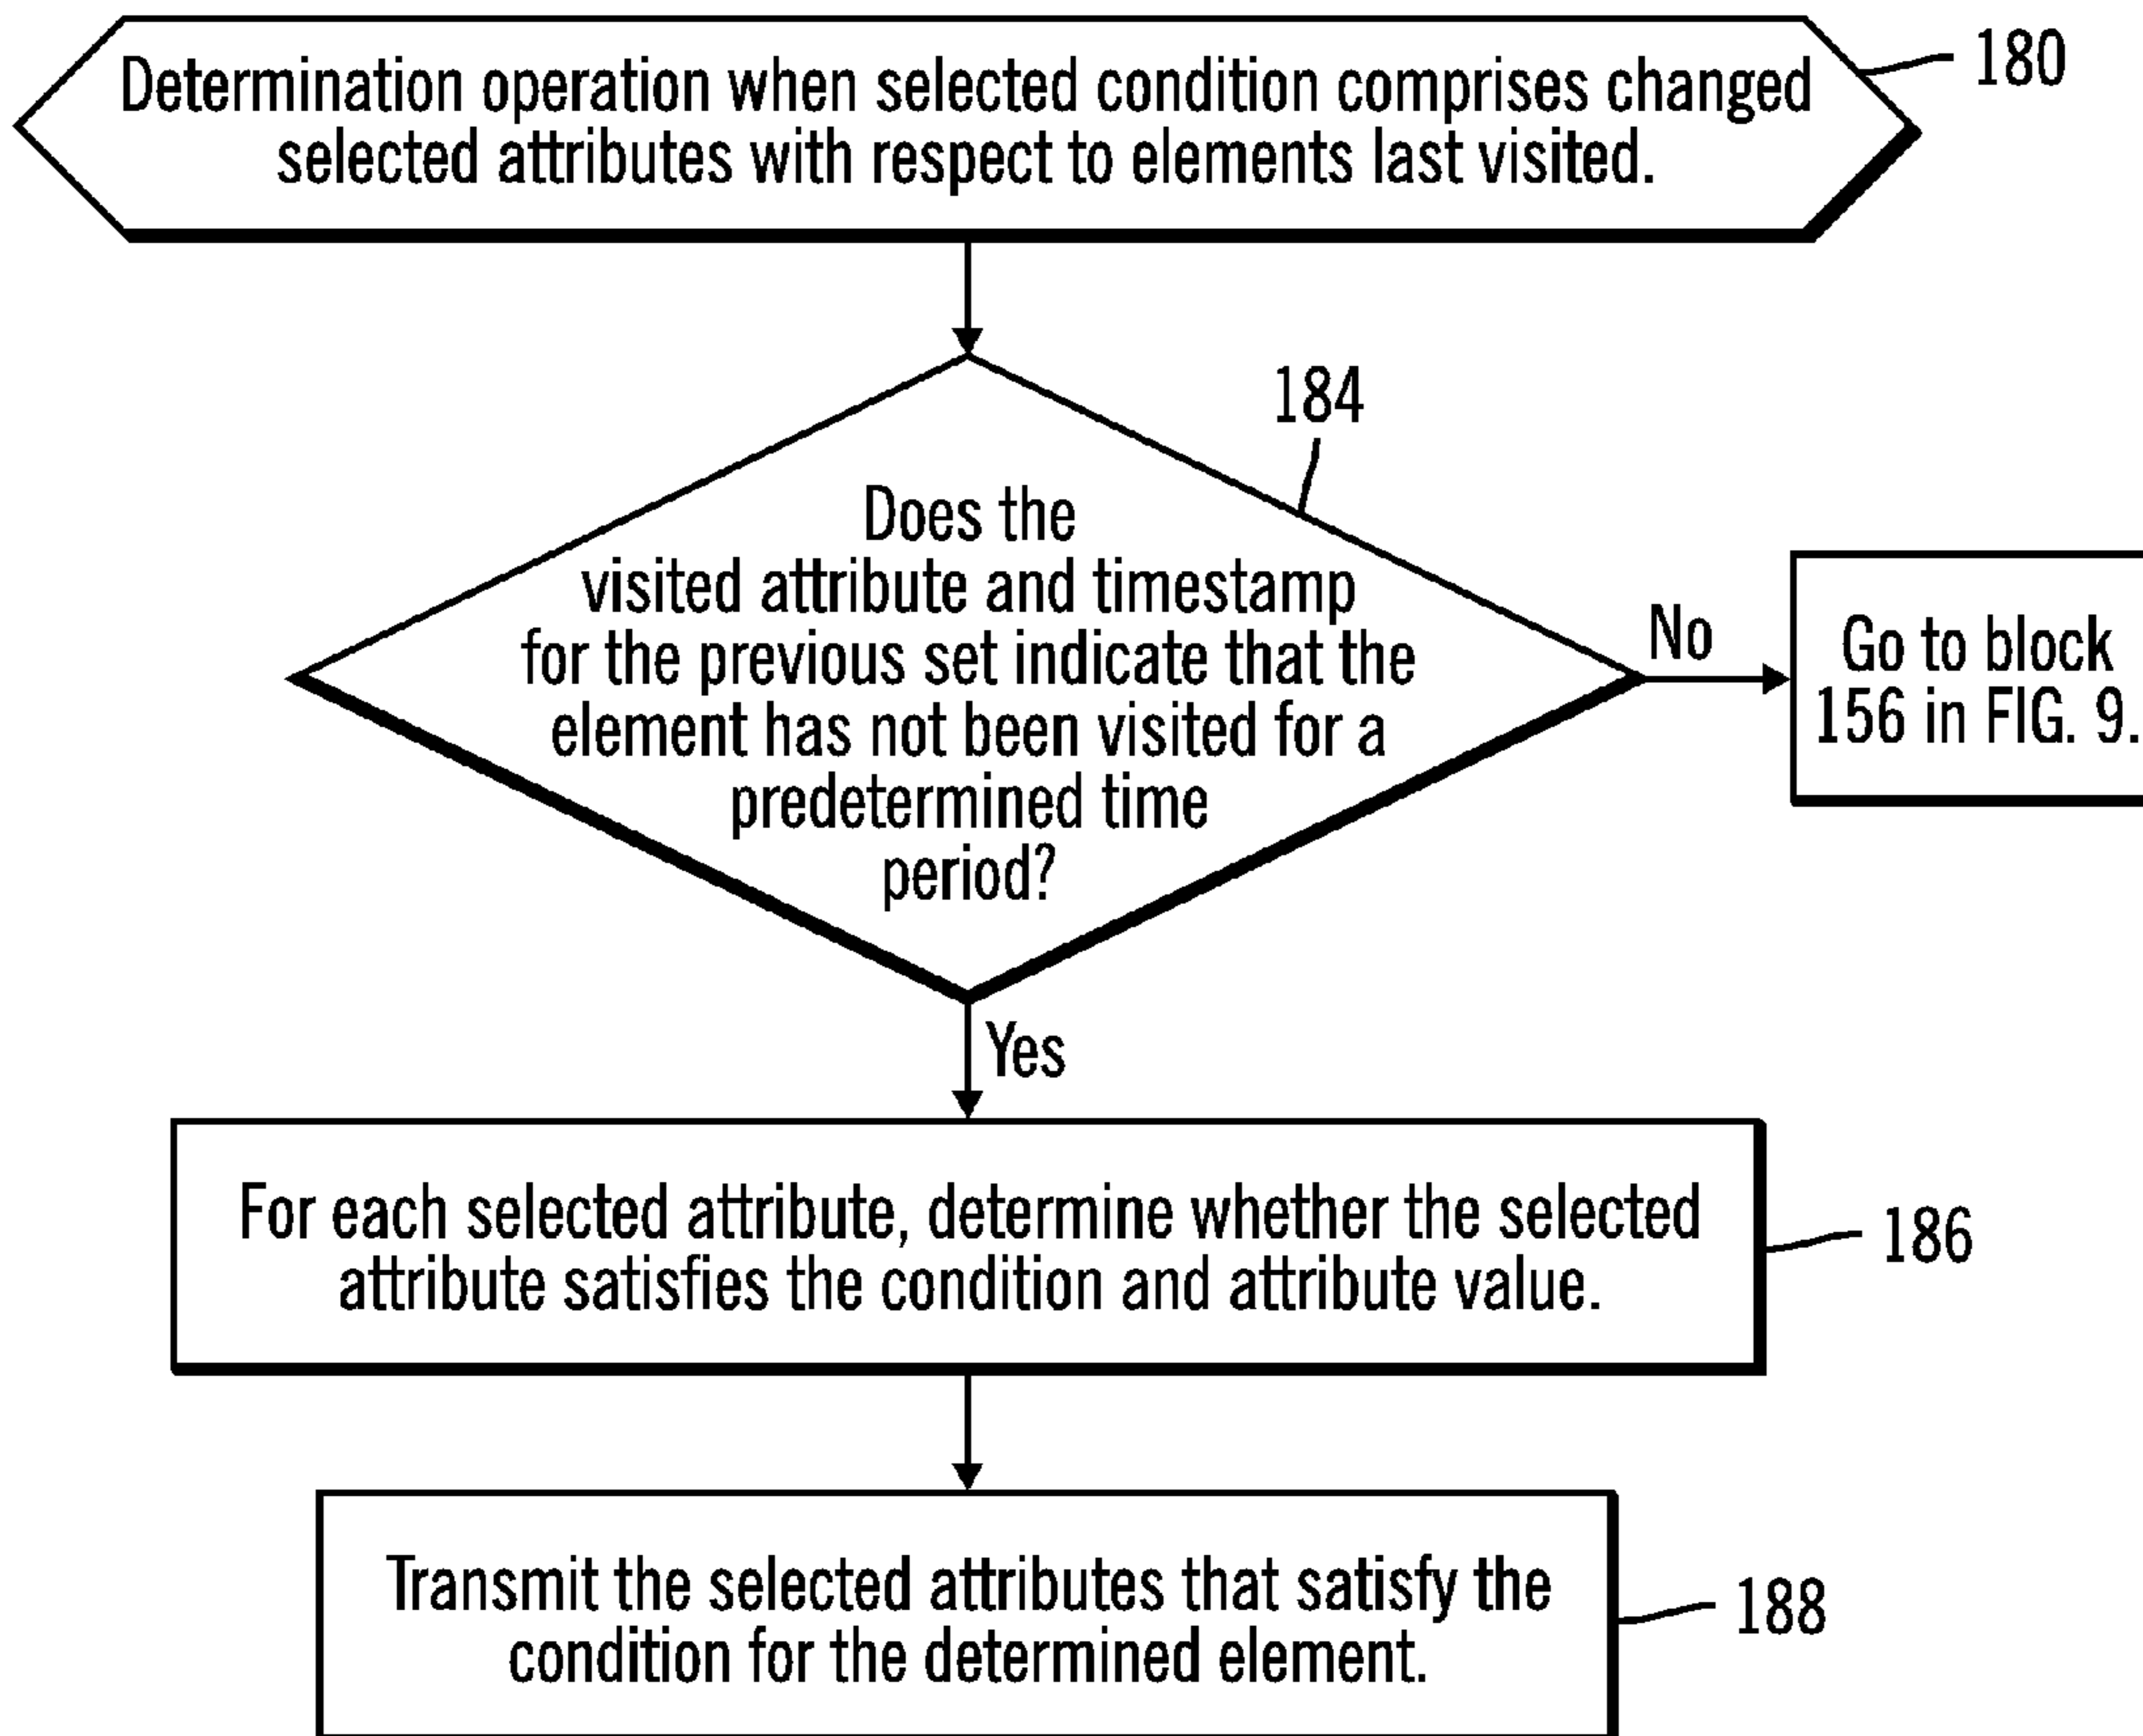 Determination operation when selected condition comprises changed
selected attributes with respect to elements last visited.
180
184
Does the
visited attribute and timestamp
for the previous set indicate that the
element has not been visited for a
predetermined time
period?
No
Go to block
156 in FIG. 9.
Yes
For each selected attribute, determine whether the selected
attribute satisfies the condition and attribute value.
186
Transmit the selected attributes that satisfy the
condition for the determined element.
188